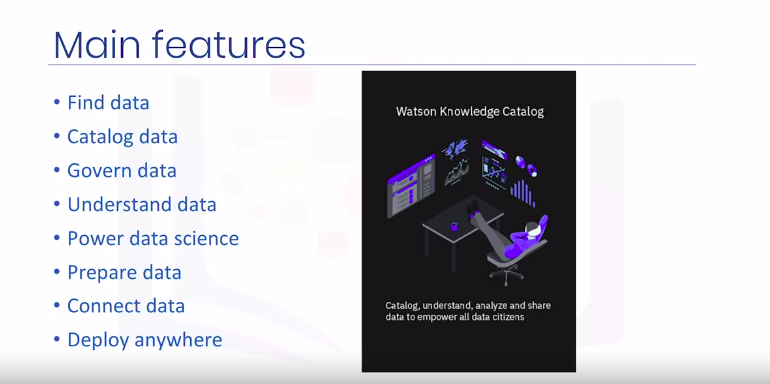 Main features
• Find data
• Catalog data
• Govern data
• Understand data
• Power data science
• Prepare data
• Connect data
• Deploy anywhere
Watson Knowledge Catalog
Catalog, understand, analyze and share
data to empower all data citizens